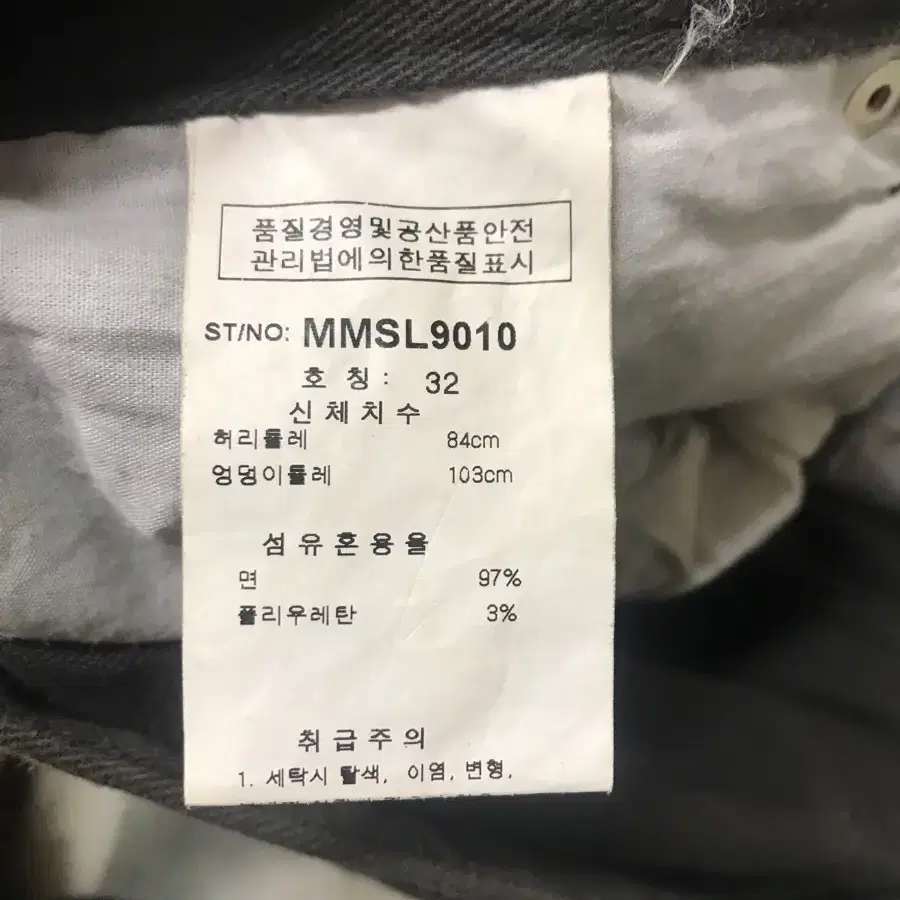 품질경영및공산품안전
관리법에의한품질표시
ST/NO: MMSL9010
호 칭 : 32
신 체 치 수
허리둘레 84cm
엉덩이둘레 103cm
섬 유 혼 용 율
면 97%
폴리우레탄 3%
취 급 주 의
1. 세탁시 탈색, 이염, 변형,